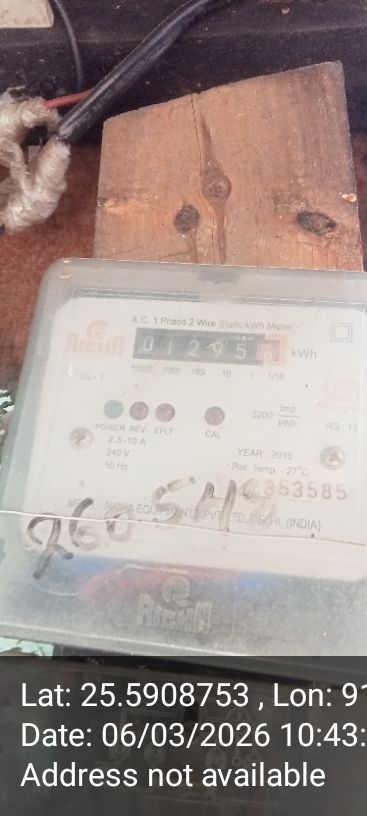 A.C. 1 Phase 2 Wire Static kWh Meter
RICHA
0 1 2 9 5
kWh
CL - 1
10000 1000 100 10 1 1/10
3200 imp/kWh
RS : 12
POWER REV. EFLT
CAL
2.5-10 A
240 V.
50 Hz.
YEARː 2015
Ref. Temp. - 27°C
353585
RICHA EQUIPMENTS PVT. LTD. DELHI, (INDIA)
RICHA
Lat: 25.5908753 , Lon: 91
Date: 06/03/2026 10:43:
Address not available